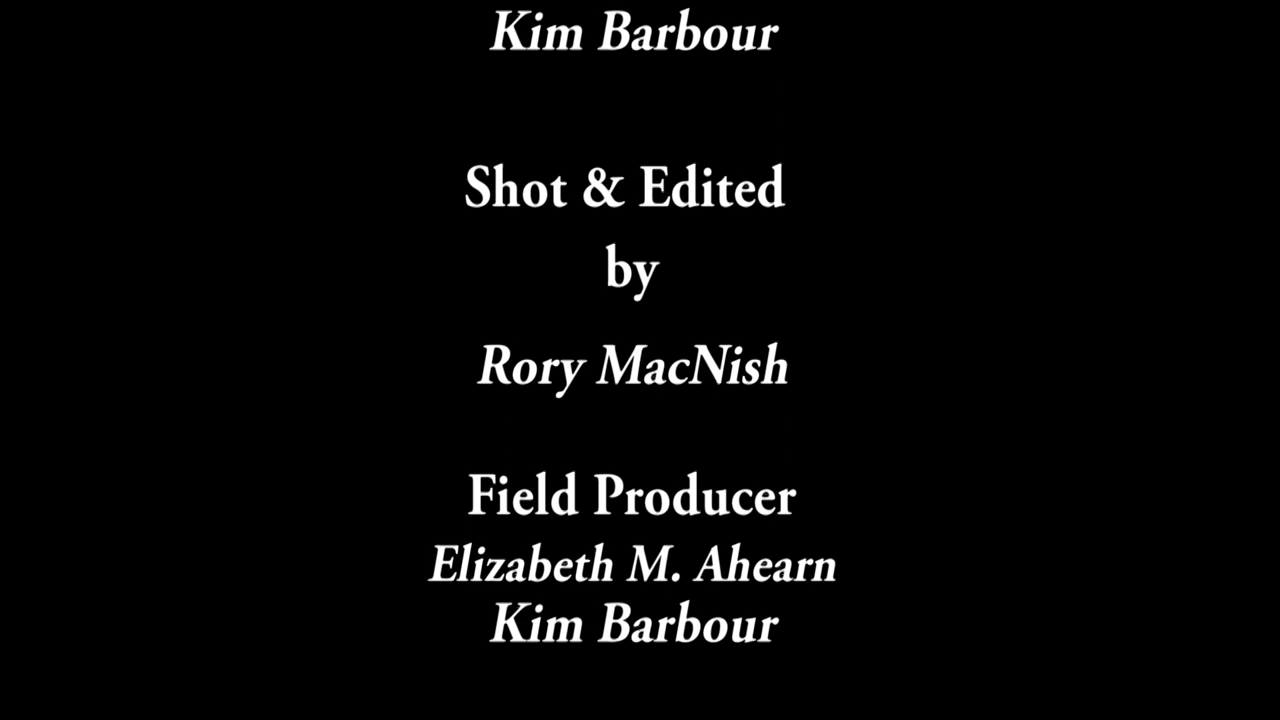 Kim Barbour
Shot & Edited
by
Rory MacNish
Field Producer
Elizabeth M. Ahearn
Kim Barbour